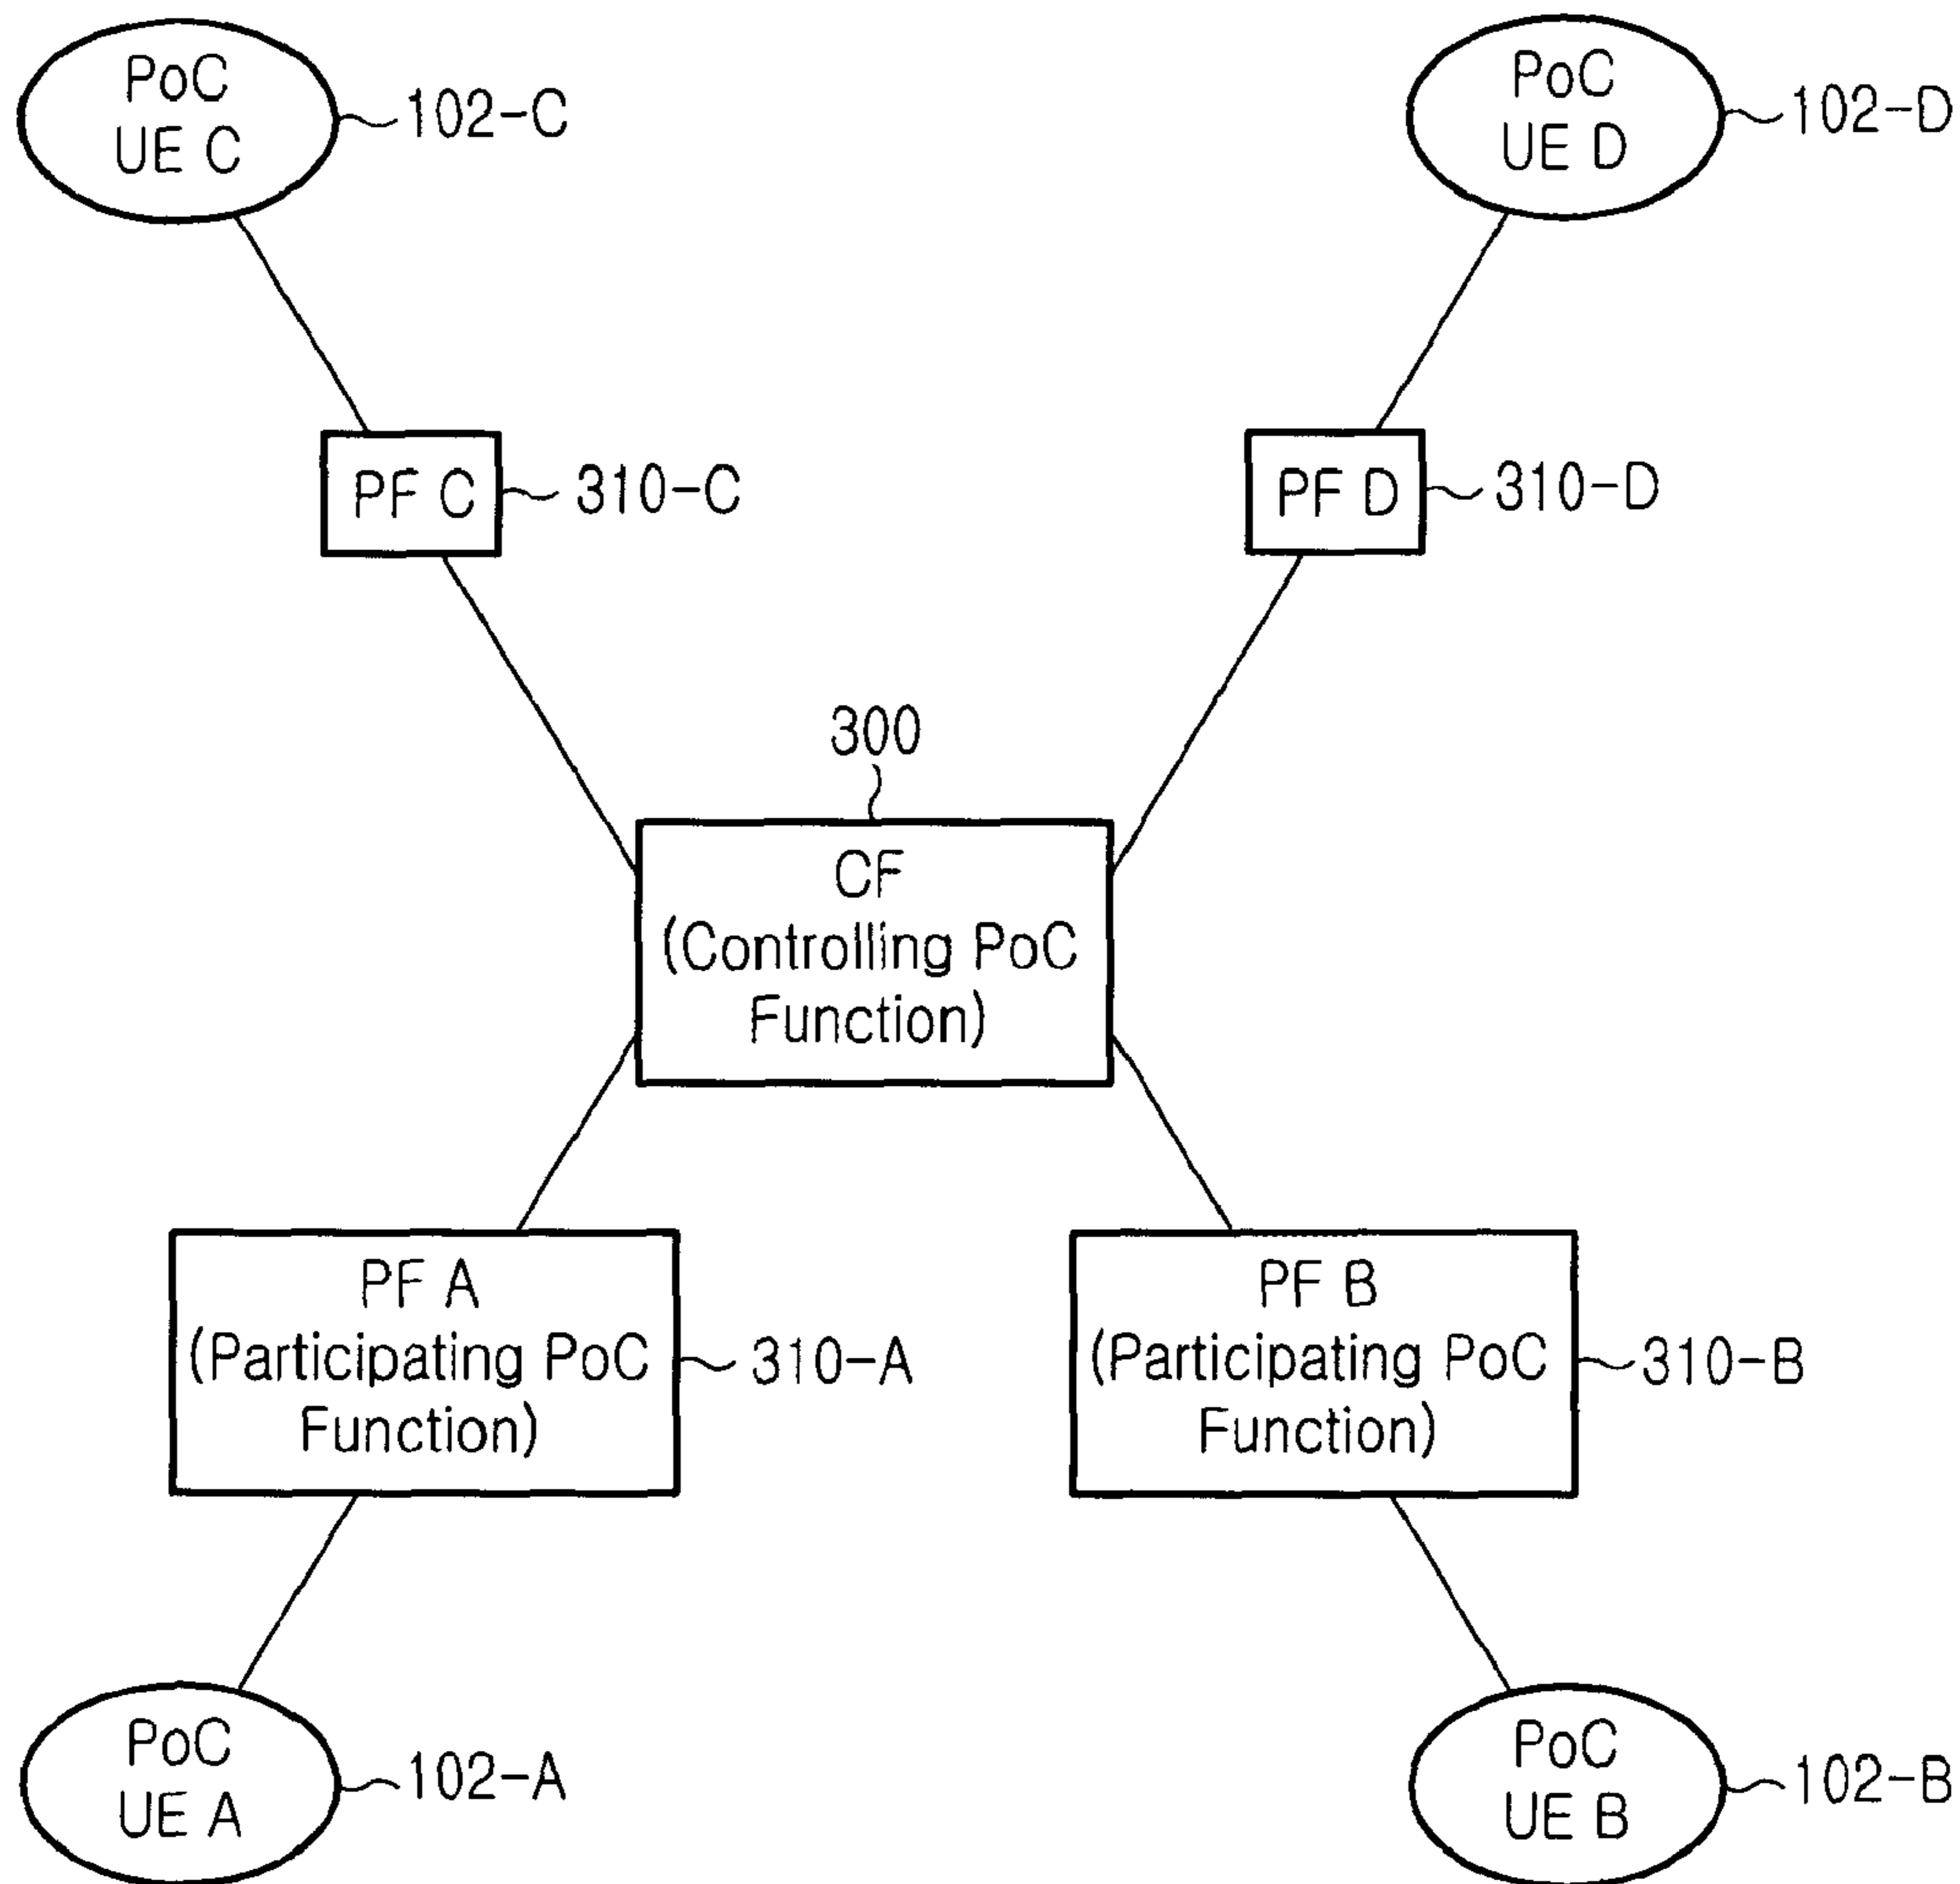 PoC
UE C
102-C
PoC
UE D
102-D
PF C
310-C
PF D
310-D
300
CF
(Controlling PoC
Function)
PF A
(Participating PoC
Function)
310-A
PF B
(Participating PoC
Function)
310-B
PoC
UE A
102-A
PoC
UE B
102-B